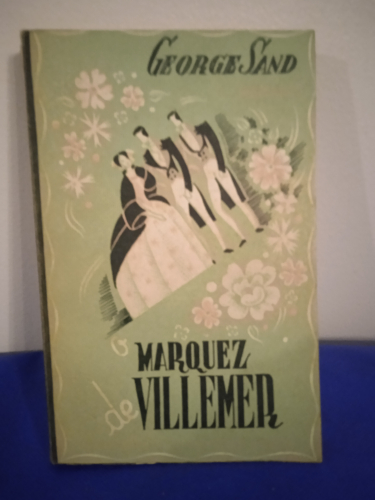 GEORGE SAND
O
MARQUEZ
de VILLEMER